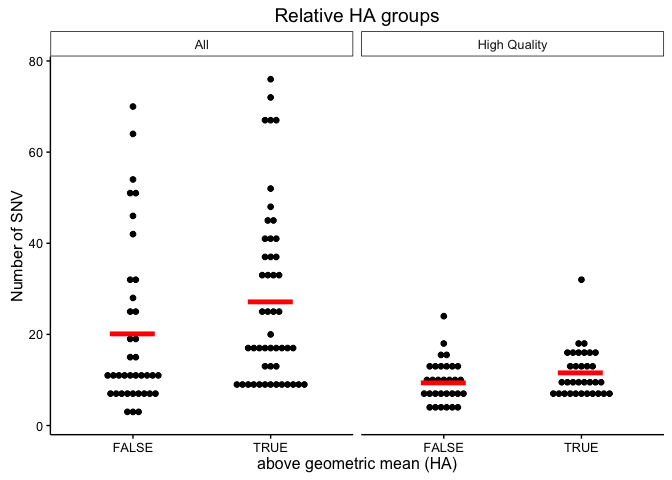 Relative HA groups
All
High Quality
Number of SNV
80
60
40
20
0
FALSE
TRUE
FALSE
TRUE
above geometric mean (HA)